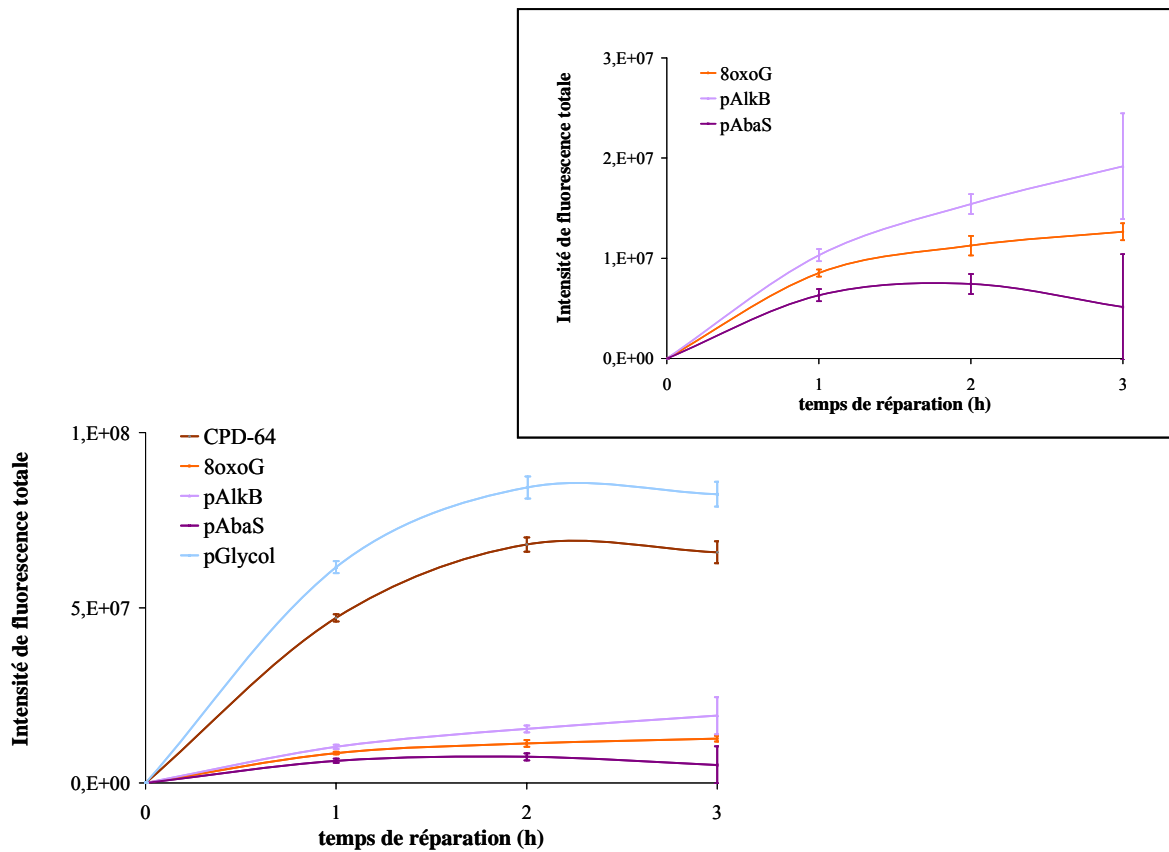 3,E+07
8oxoG
pAlkB
pAbaS
2,E+07
1,E+07
0,E+00
Intensité de fluorescence totale
0
1
2
3
temps de réparation (h)
1,E+08
CPD-64
8oxoG
pAlkB
pAbaS
pGlycol
5,E+07
0,E+00
Intensité de fluorescence totale
0
1
2
3
temps de réparation (h)